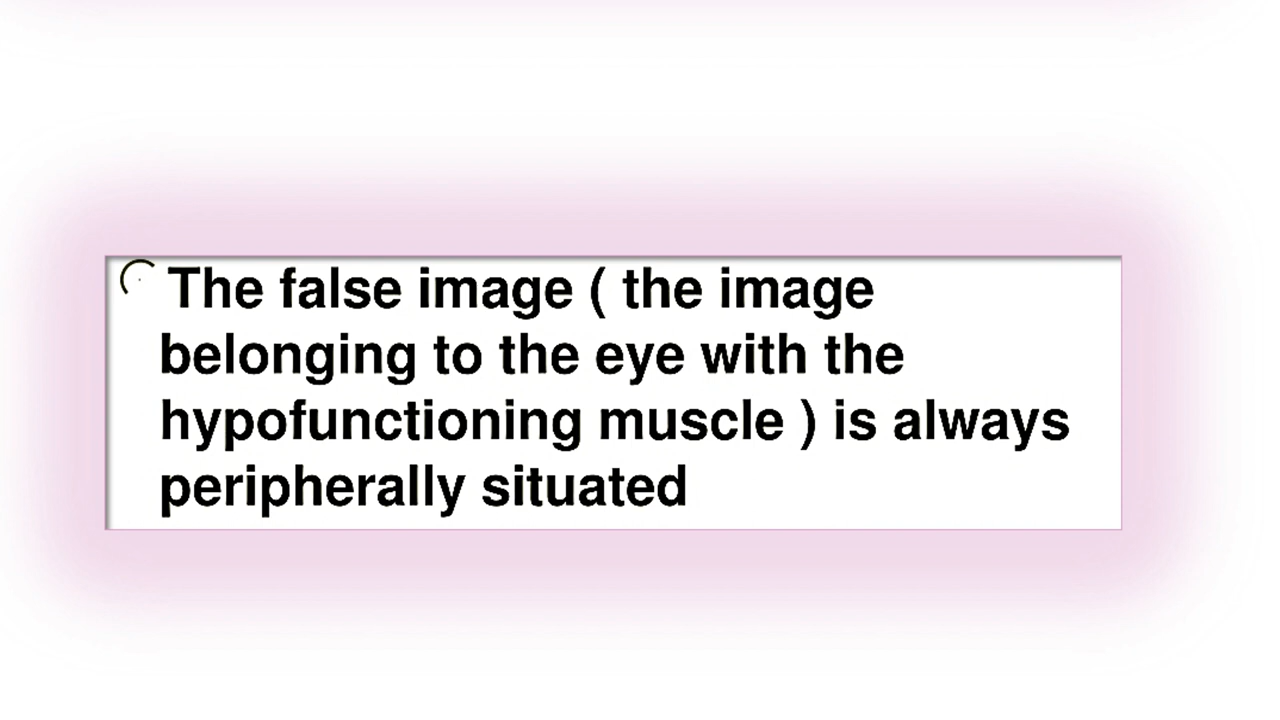 The false image ( the image
belonging to the eye with the
hypofunctioning muscle ) is always
peripherally situated